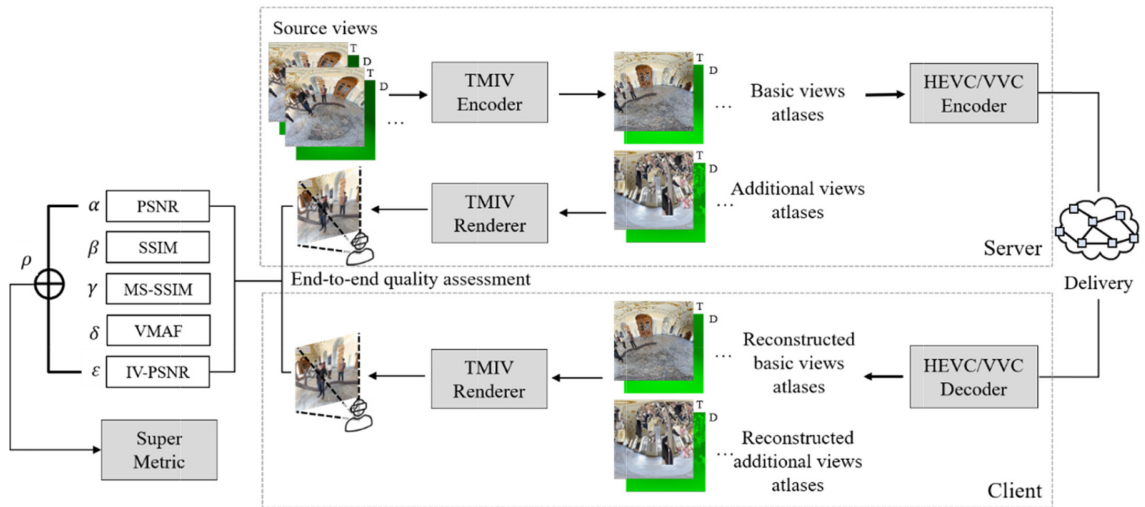 Source views
T
D
T
D
...
TMIV
Encoder
T
D
...
Basic views
atlases
HEVC/VVC
Encoder
TMIV
Renderer
T
D
...
Additional views
atlases
Server
Delivery
α PSNR
β SSIM
γ MS-SSIM
δ VMAF
ε IV-PSNR
ρ
Super
Metric
End-to-end quality assessment
TMIV
Renderer
T
D
...
Reconstructed
basic views
atlases
HEVC/VVC
Decoder
T
D
...
Reconstructed
additional views
atlases
Client